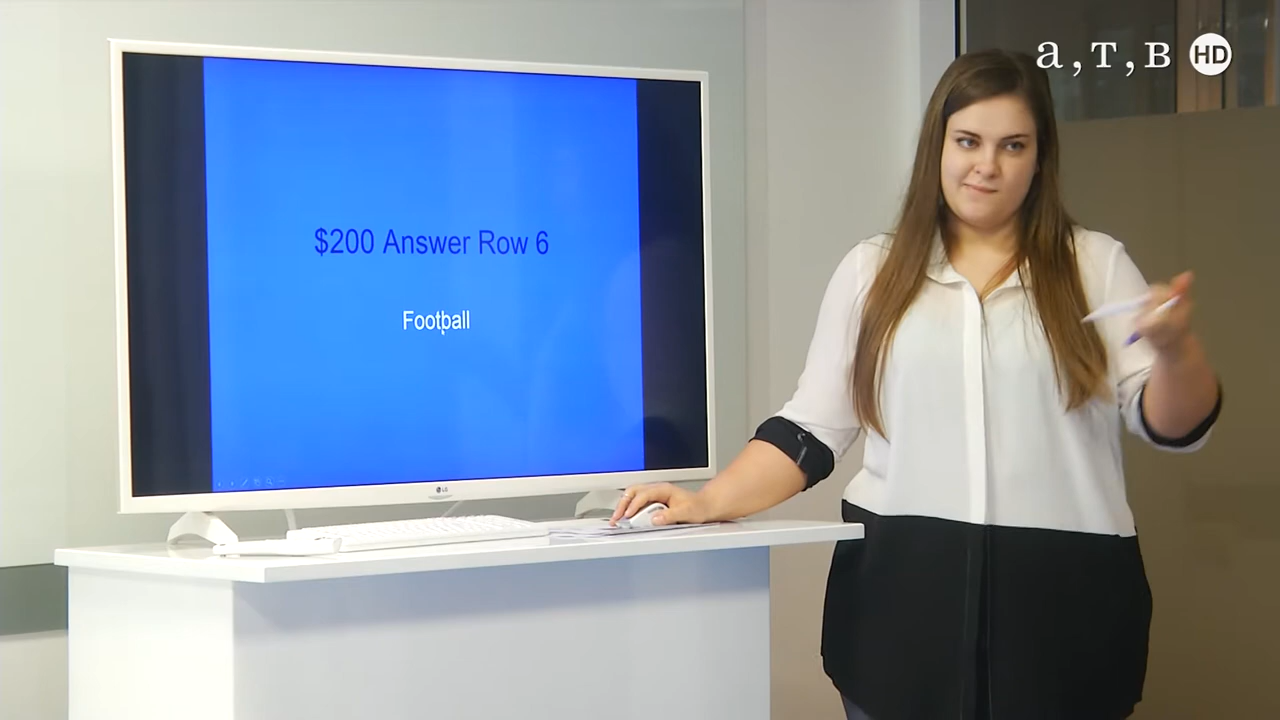 а,т,в HD
$200 Answer Row 6
Football
LG